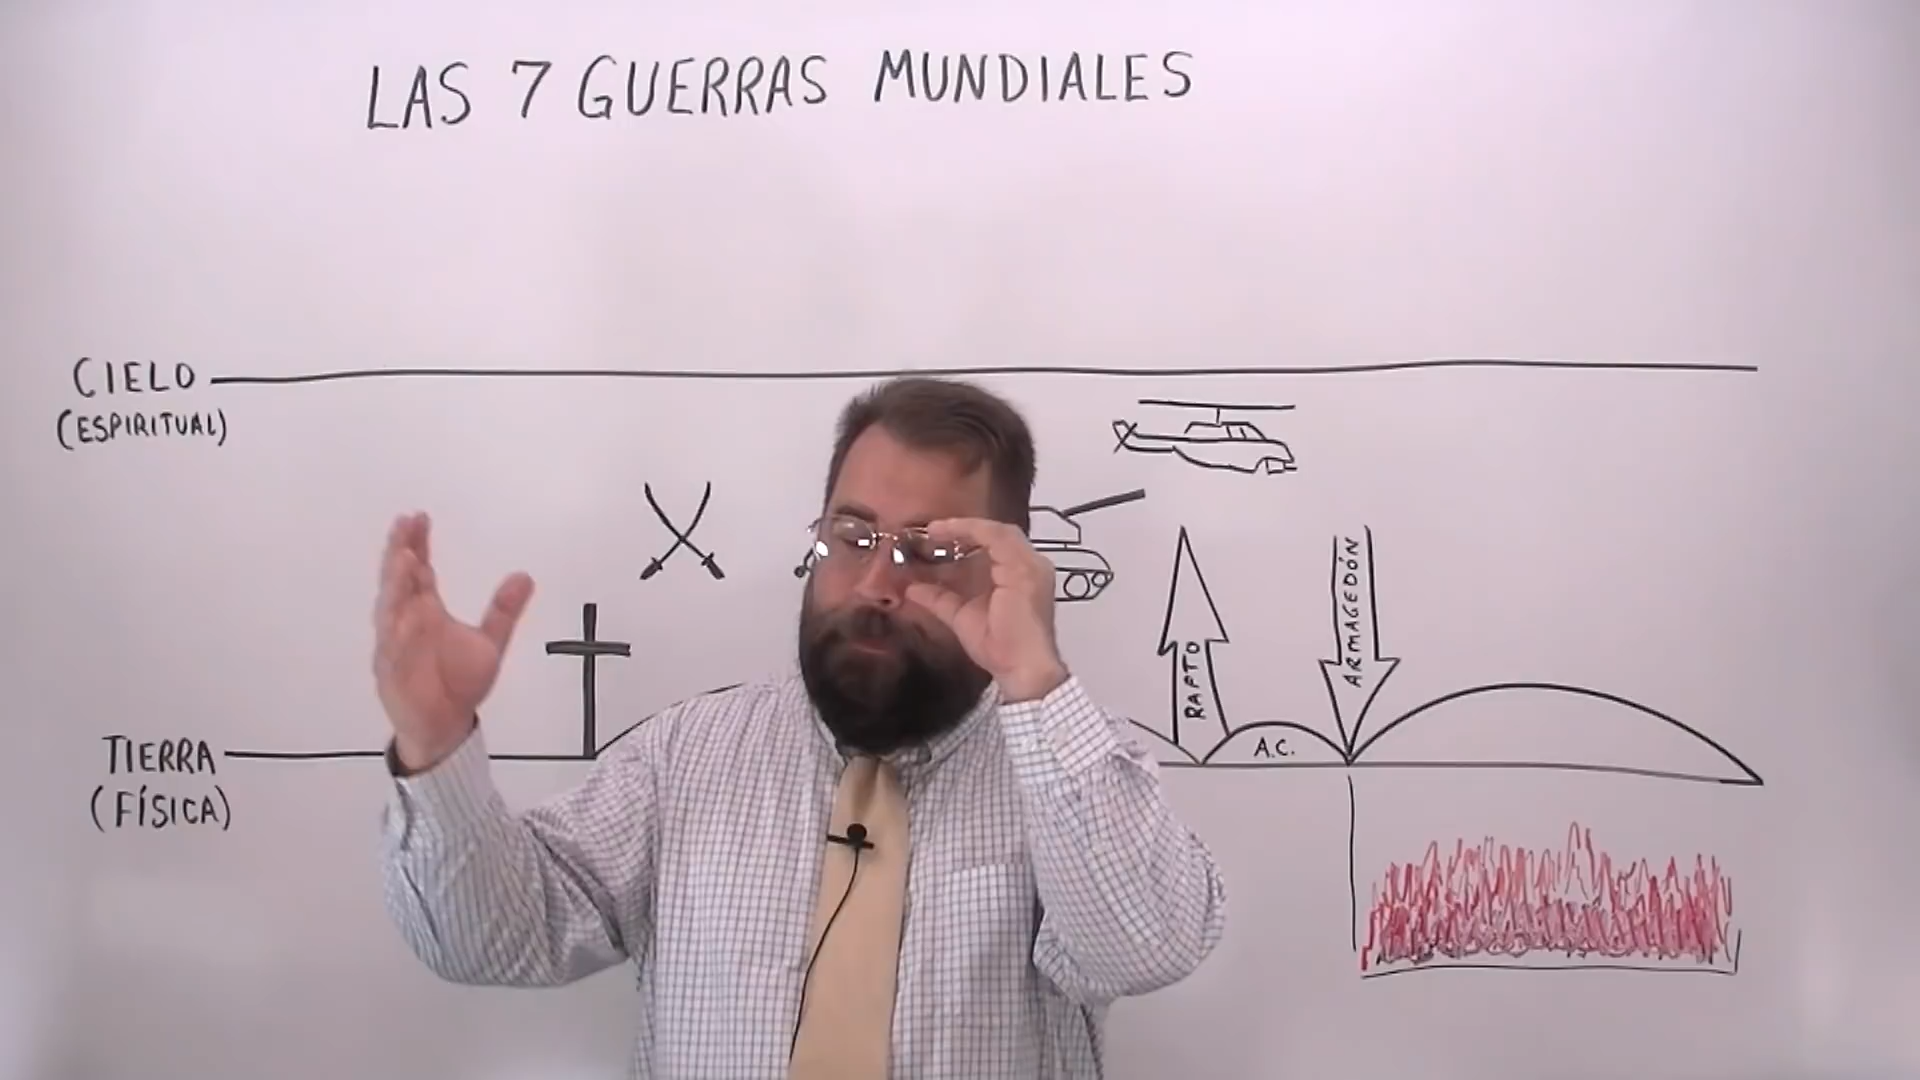 LAS 7 GUERRAS MUNDIALES
CIELO
(ESPIRITUAL)
RAPTO
ARMAGEDÓN
A.C.
TIERRA
(FÍSICA)